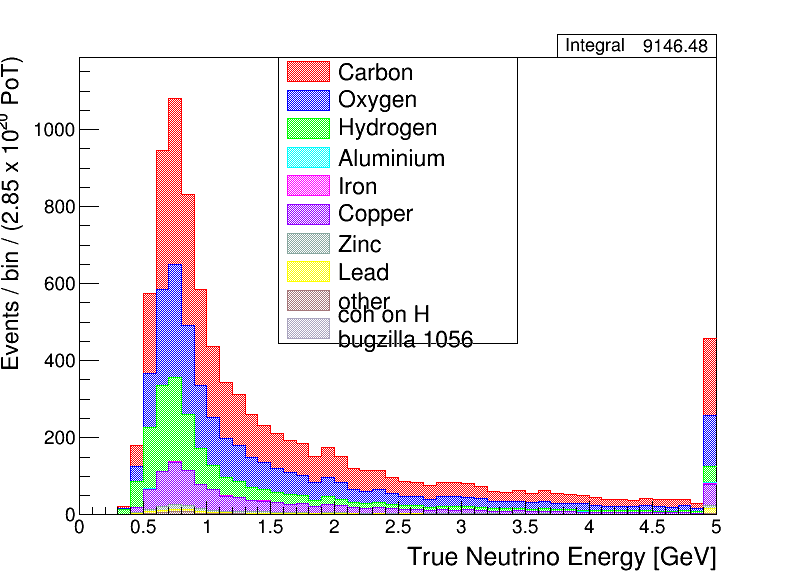 Integral 9146.48
Events / bin / (2.85 x 10^20 PoT)
Carbon
Oxygen
Hydrogen
Aluminium
Iron
Copper
Zinc
Lead
other
coh on H
bugzilla 1056
1000
800
600
400
200
0
0 0.5 1 1.5 2 2.5 3 3.5 4 4.5 5
True Neutrino Energy [GeV]